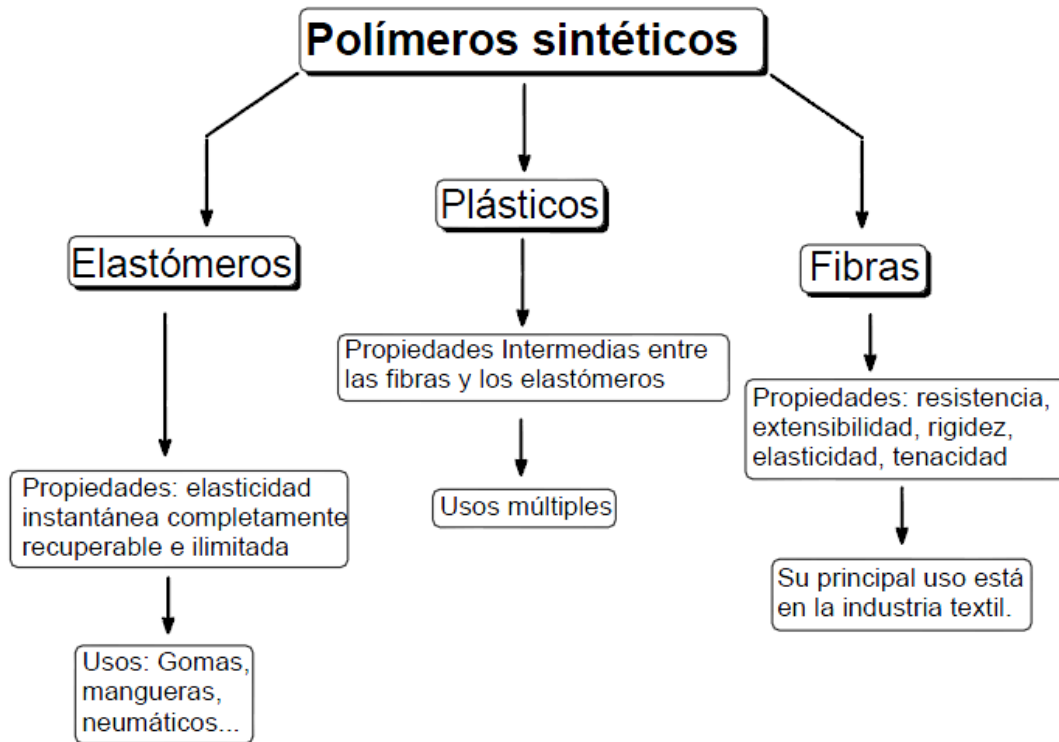 Polímeros sintéticos
Elastómeros
Propiedades: elasticidad
instantánea completamente
recuperable e ilimitada
Usos: Gomas,
mangueras,
neumáticos...
Plásticos
Propiedades Intermedias entre
las fibras y los elastómeros
Usos múltiples
Fibras
Propiedades: resistencia,
extensibilidad, rigidez,
elasticidad, tenacidad
Su principal uso está
en la industria textil.